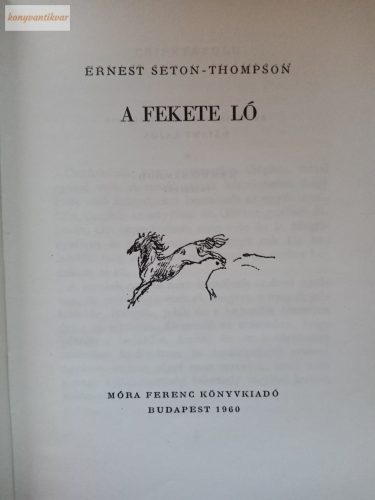 konyvantikvar
ERNEST SETON-THOMPSON
A FEKETE LÓ
MÓRA FERENC KÖNYVKIADÓ
BUDAPEST 1960